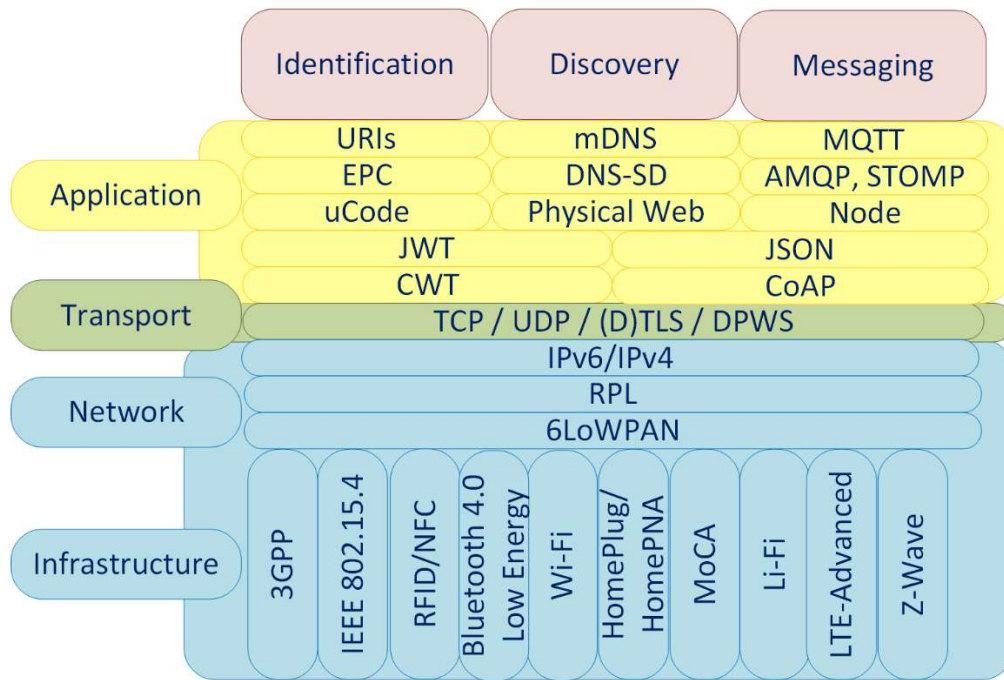 Identification
Discovery
Messaging
Application
URIs
mDNS
MQTT
EPC
DNS-SD
AMQP, STOMP
uCode
Physical Web
Node
JWT
JSON
CWT
CoAP
Transport
TCP / UDP / (D)TLS / DPWS
Network
IPv6/IPv4
RPL
6LoWPAN
Infrastructure
3GPP
IEEE 802.15.4
RFID/NFC
Bluetooth 4.0
Low Energy
Wi-Fi
HomePlug/
HomePNA
MoCA
Li-Fi
LTE-Advanced
Z-Wave